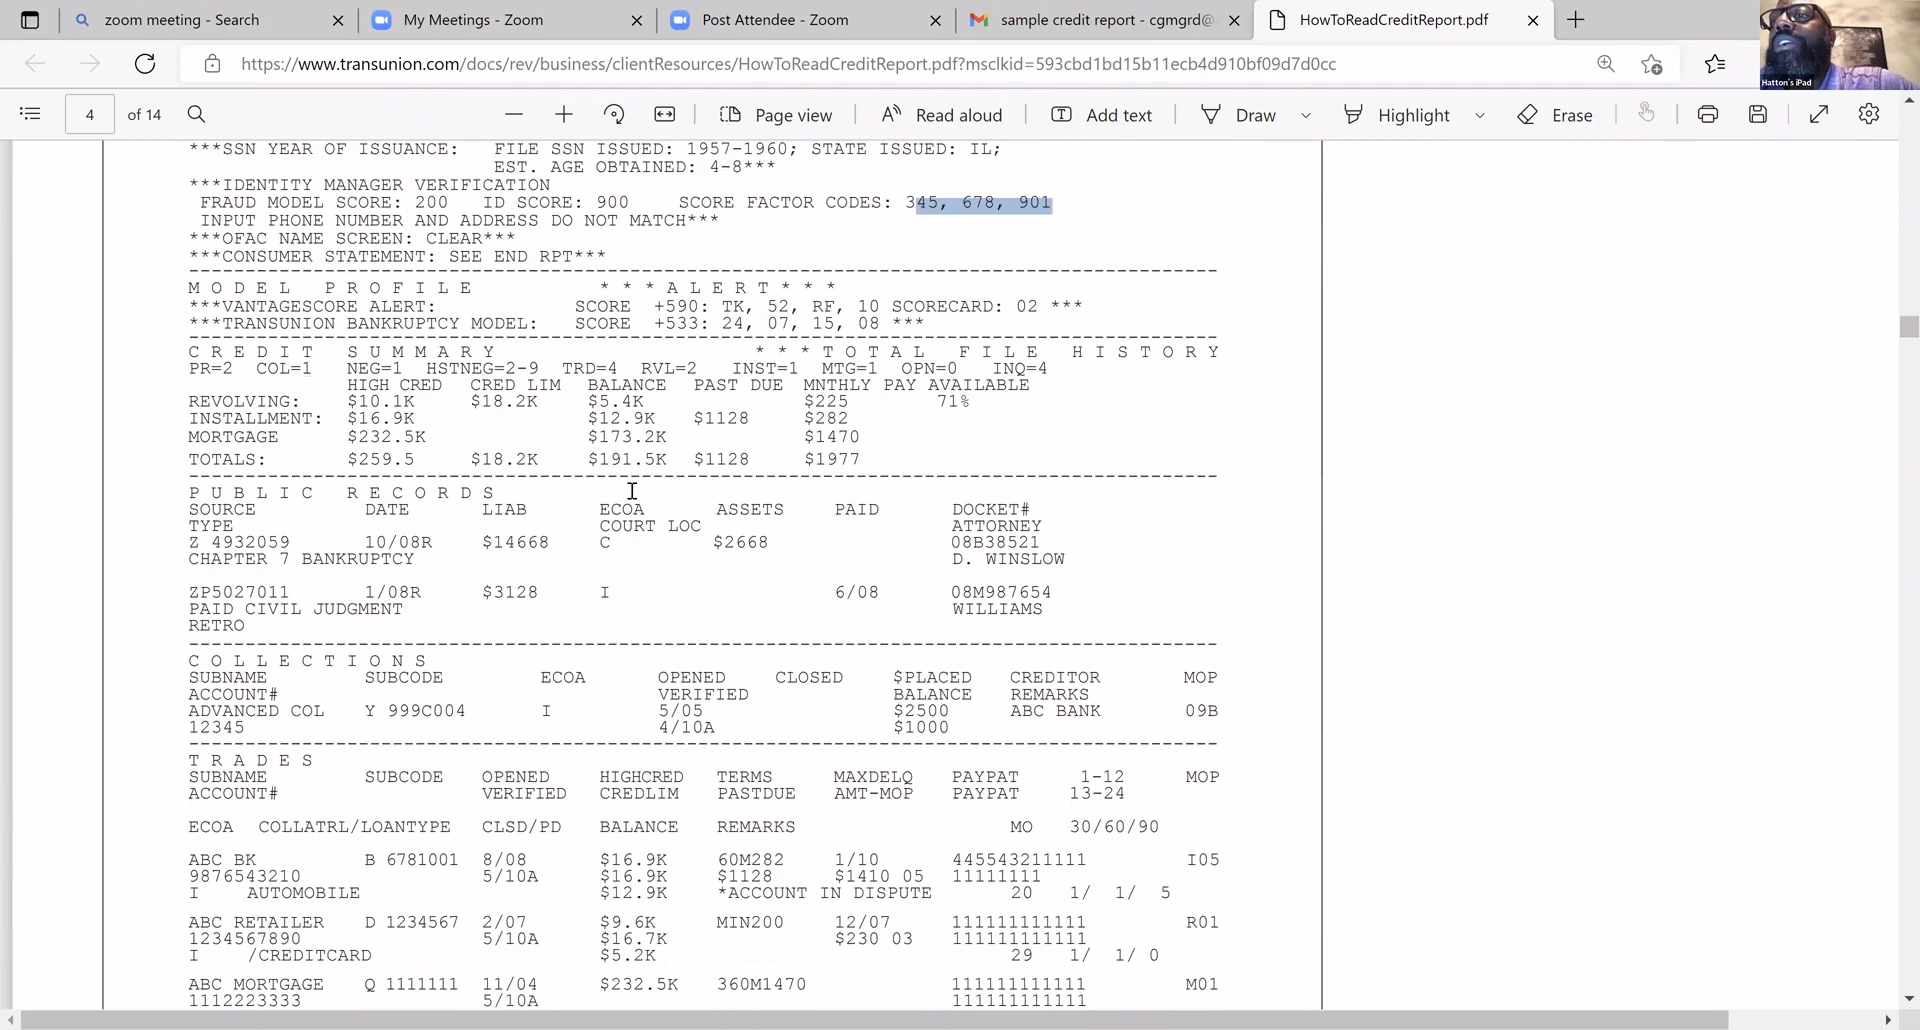 zoom meeting - Search
My Meetings - Zoom
Post Attendee - Zoom
sample credit report - cgmgrd@
HowToReadCreditReport.pdf
https://www.transunion.com/docs/rev/business/clientResources/HowToReadCreditReport.pdf?msclkid=593cbd1bd15b11ecb4d910bf09d7d0cc
Hatton's iPad
4 of 14
Page view
Read aloud
Add text
Draw
Highlight
Erase
***SSN YEAR OF ISSUANCE: FILE SSN ISSUED: 1957-1960; STATE ISSUED: IL;
EST. AGE OBTAINED: 4-8***
***IDENTITY MANAGER VERIFICATION
FRAUD MODEL SCORE: 200 ID SCORE: 900 SCORE FACTOR CODES: 345, 678, 901
INPUT PHONE NUMBER AND ADDRESS DO NOT MATCH***
***OFAC NAME SCREEN: CLEAR***
***CONSUMER STATEMENT: SEE END RPT***
M O D E L P R O F I L E * * * A L E R T * * *
***VANTAGESCORE ALERT: SCORE +590: TK, 52, RF, 10 SCORECARD: 02 ***
***TRANSUNION BANKRUPTCY MODEL: SCORE +533: 24, 07, 15, 08 ***
C R E D I T S U M M A R Y * * * T O T A L F I L E H I S T O R Y
PR=2 COL=1 NEG=1 HSTNEG=2-9 TRD=4 RVL=2 INST=1 MTG=1 OPN=0 INQ=4
HIGH CRED CRED LIM BALANCE PAST DUE MNTHLY PAY AVAILABLE
REVOLVING: $10.1K $18.2K $5.4K $225 71%
INSTALLMENT: $16.9K $12.9K $1128 $282
MORTGAGE $232.5K $173.2K $1470
TOTALS: $259.5 $18.2K $191.5K $1128 $1977
P U B L I C R E C O R D S
SOURCE DATE LIAB ECOA ASSETS PAID DOCKET#
TYPE COURT LOC ATTORNEY
Z 4932059 10/08R $14668 C $2668 08B38521
CHAPTER 7 BANKRUPTCY D. WINSLOW
ZP5027011 1/08R $3128 I 6/08 08M987654
PAID CIVIL JUDGMENT WILLIAMS
RETRO
C O L L E C T I O N S
SUBNAME SUBCODE ECOA OPENED CLOSED $PLACED CREDITOR MOP
ACCOUNT# VERIFIED BALANCE REMARKS
ADVANCED COL Y 999C004 I 5/05 $2500 ABC BANK 09B
12345 4/10A $1000
T R A D E S
SUBNAME SUBCODE OPENED HIGHCRED TERMS MAXDELQ PAYPAT 1-12 MOP
ACCOUNT# VERIFIED CREDLIM PASTDUE AMT-MOP PAYPAT 13-24
ECOA COLLATRL/LOANTYPE CLSD/PD BALANCE REMARKS MO 30/60/90
ABC BK B 6781001 8/08 $16.9K 60M282 1/10 445543211111 I05
9876543210 5/10A $16.9K $1128 $1410 05 11111111
I AUTOMOBILE $12.9K *ACCOUNT IN DISPUTE 20 1/ 1/ 5
ABC RETAILER D 1234567 2/07 $9.6K MIN200 12/07 111111111111 R01
1234567890 5/10A $16.7K $230 03 111111111111
I /CREDITCARD $5.2K 29 1/ 1/ 0
ABC MORTGAGE Q 1111111 11/04 $232.5K 360M1470 111111111111 M01
1112223333 5/10A 111111111111